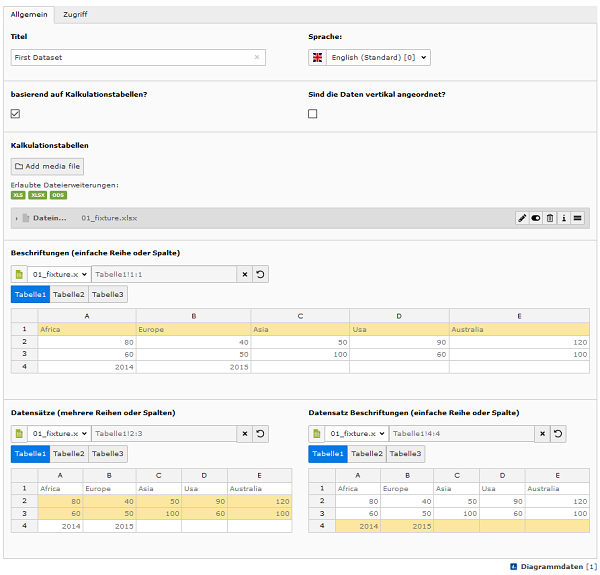 Allgemein Zugriff
Titel Sprache:
First Dataset × English (Standard) [0]
basierend auf Kalkulationstabellen? Sind die Daten vertikal angeordnet?
Kalkulationstabellen
Add media file
Erlaubte Dateierweiterungen:
XLS XLSX ODS
Datein... 01_fixture.xlsx
Beschriftungen (einfache Reihe oder Spalte)
01_fixture.x Tabelle1!1:1
Tabelle1 Tabelle2 Tabelle3
A B C D E
1 Africa Europe Asia Usa Australia
2 80 40 50 90 120
3 60 50 100 60 100
4 2014 2015
Datensätze (mehrere Reihen oder Spalten) Datensatz Beschriftungen (einfache Reihe oder Spalte)
01_fixture.x Tabelle1!2:3 01_fixture.x Tabelle1!4:4
Tabelle1 Tabelle2 Tabelle3 Tabelle1 Tabelle2 Tabelle3
A B C D E A B C D E
1 Africa Europe Asia Usa Australia 1 Africa Europe Asia Usa Australia
2 80 40 50 90 120 2 80 40 50 90 120
3 60 50 100 60 100 3 60 50 100 60 100
4 2014 2015 4 2014 2015
Diagrammdaten [1]